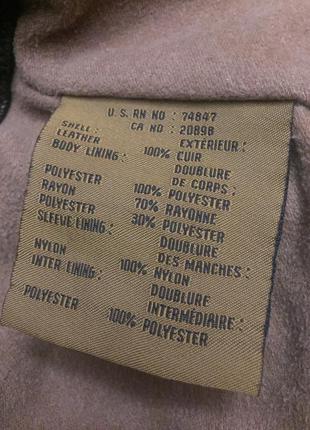 U.S. RN NO : 74847
CA NO : 20898
SHELL : EXTÉRIEUR :
LEATHER 100% CUIR
BODY LINING : DOUBLURE
DE CORPS :
POLYESTER 100% POLYESTER
RAYON 70% RAYONNE
POLYESTER 30% POLYESTER
SLEEVE LINING : DOUBLURE
DES MANCHES :
NYLON 100% NYLON
INTER LINING : DOUBLURE
INTERMÉDIAIRE :
POLYESTER 100% POLYESTER